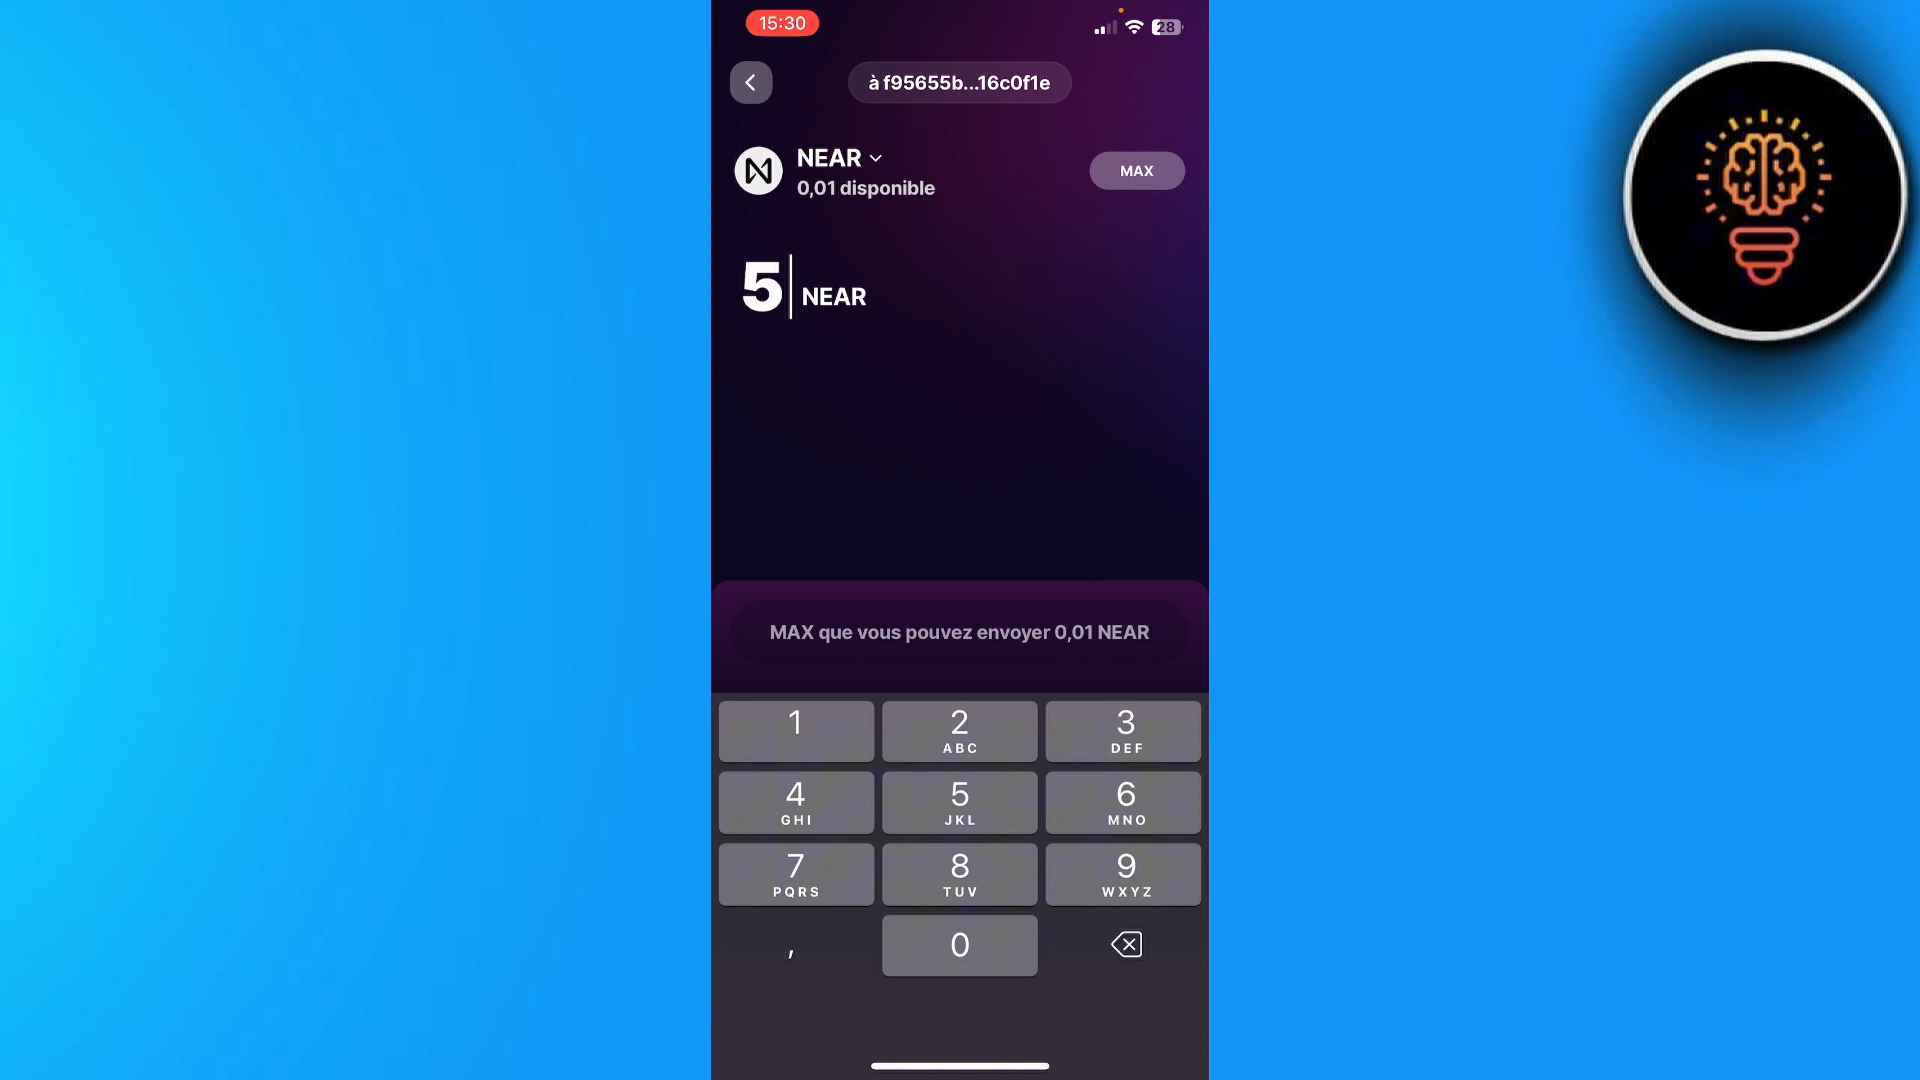 15:30
28
à f95655b...16c0f1e
NEAR
0,01 disponible
MAX
5 NEAR
MAX que vous pouvez envoyer 0,01 NEAR
1
2
ABC
3
DEF
4
GHI
5
JKL
6
MNO
7
PQRS
8
TUV
9
WXYZ
,
0